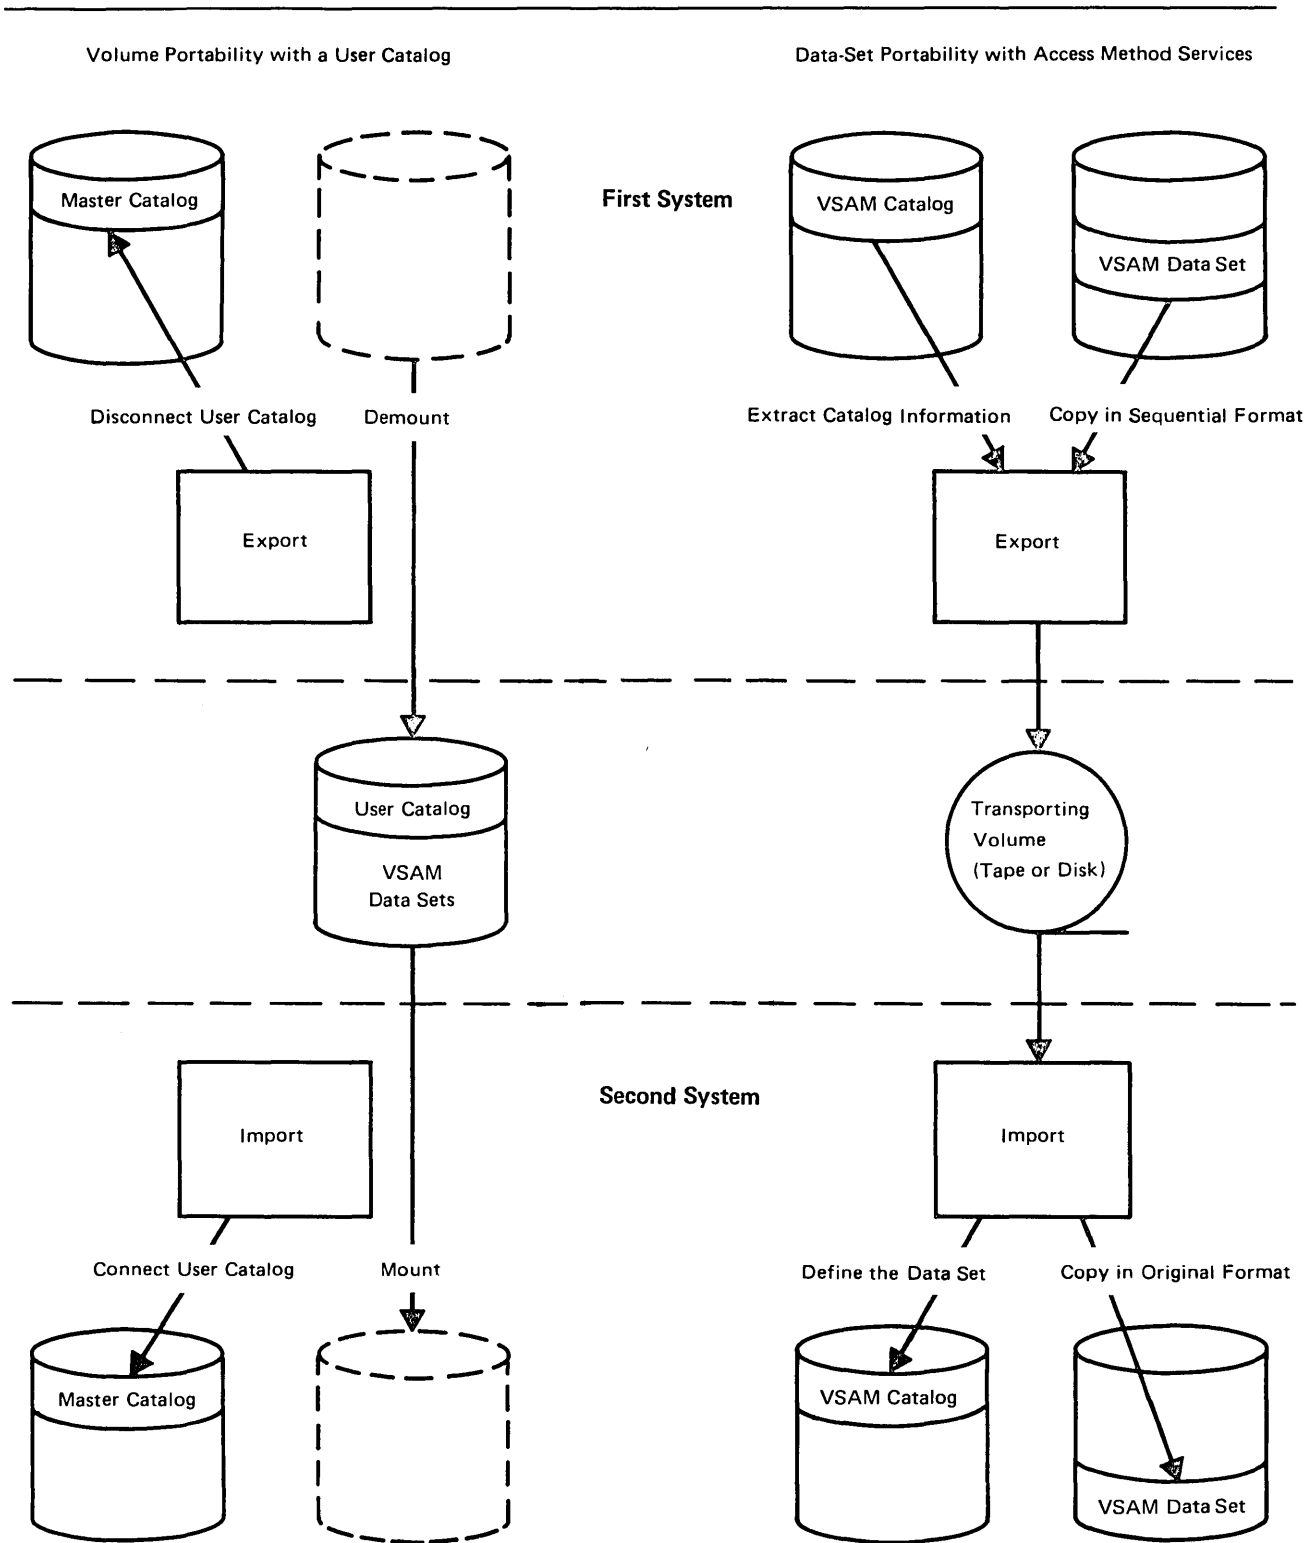 Volume Portability with a User Catalog
Data-Set Portability with Access Method Services
Master Catalog
First System
VSAM Catalog
VSAM Data Set
Disconnect User Catalog
Demount
Extract Catalog Information
Copy in Sequential Format
Export
Export
User Catalog
VSAM
Data Sets
Transporting
Volume
(Tape or Disk)
Import
Second System
Import
Connect User Catalog
Mount
Define the Data Set
Copy in Original Format
Master Catalog
VSAM Catalog
VSAM Data Set